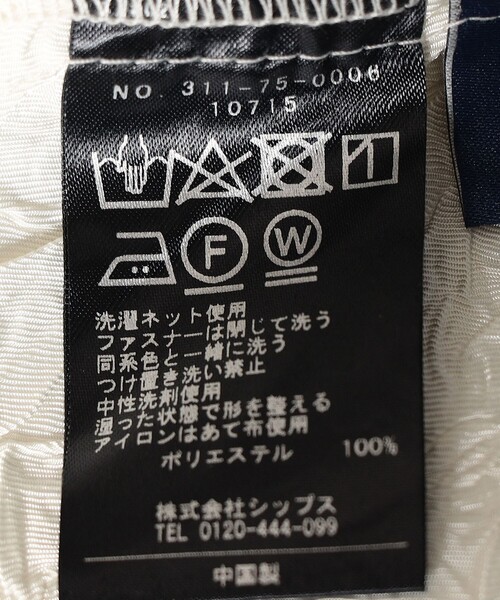 NO. 311-75-0006
10715
F
W
洗濯ネット使用
ファスナーは閉じて洗う
同系色と一緒に洗う
つけ置き洗い禁止
中性洗剤使用
湿った状態で形を整える
アイロンはあて布使用
ポリエステル 100%
株式会社シップス
TEL 0120-444-099
中国製